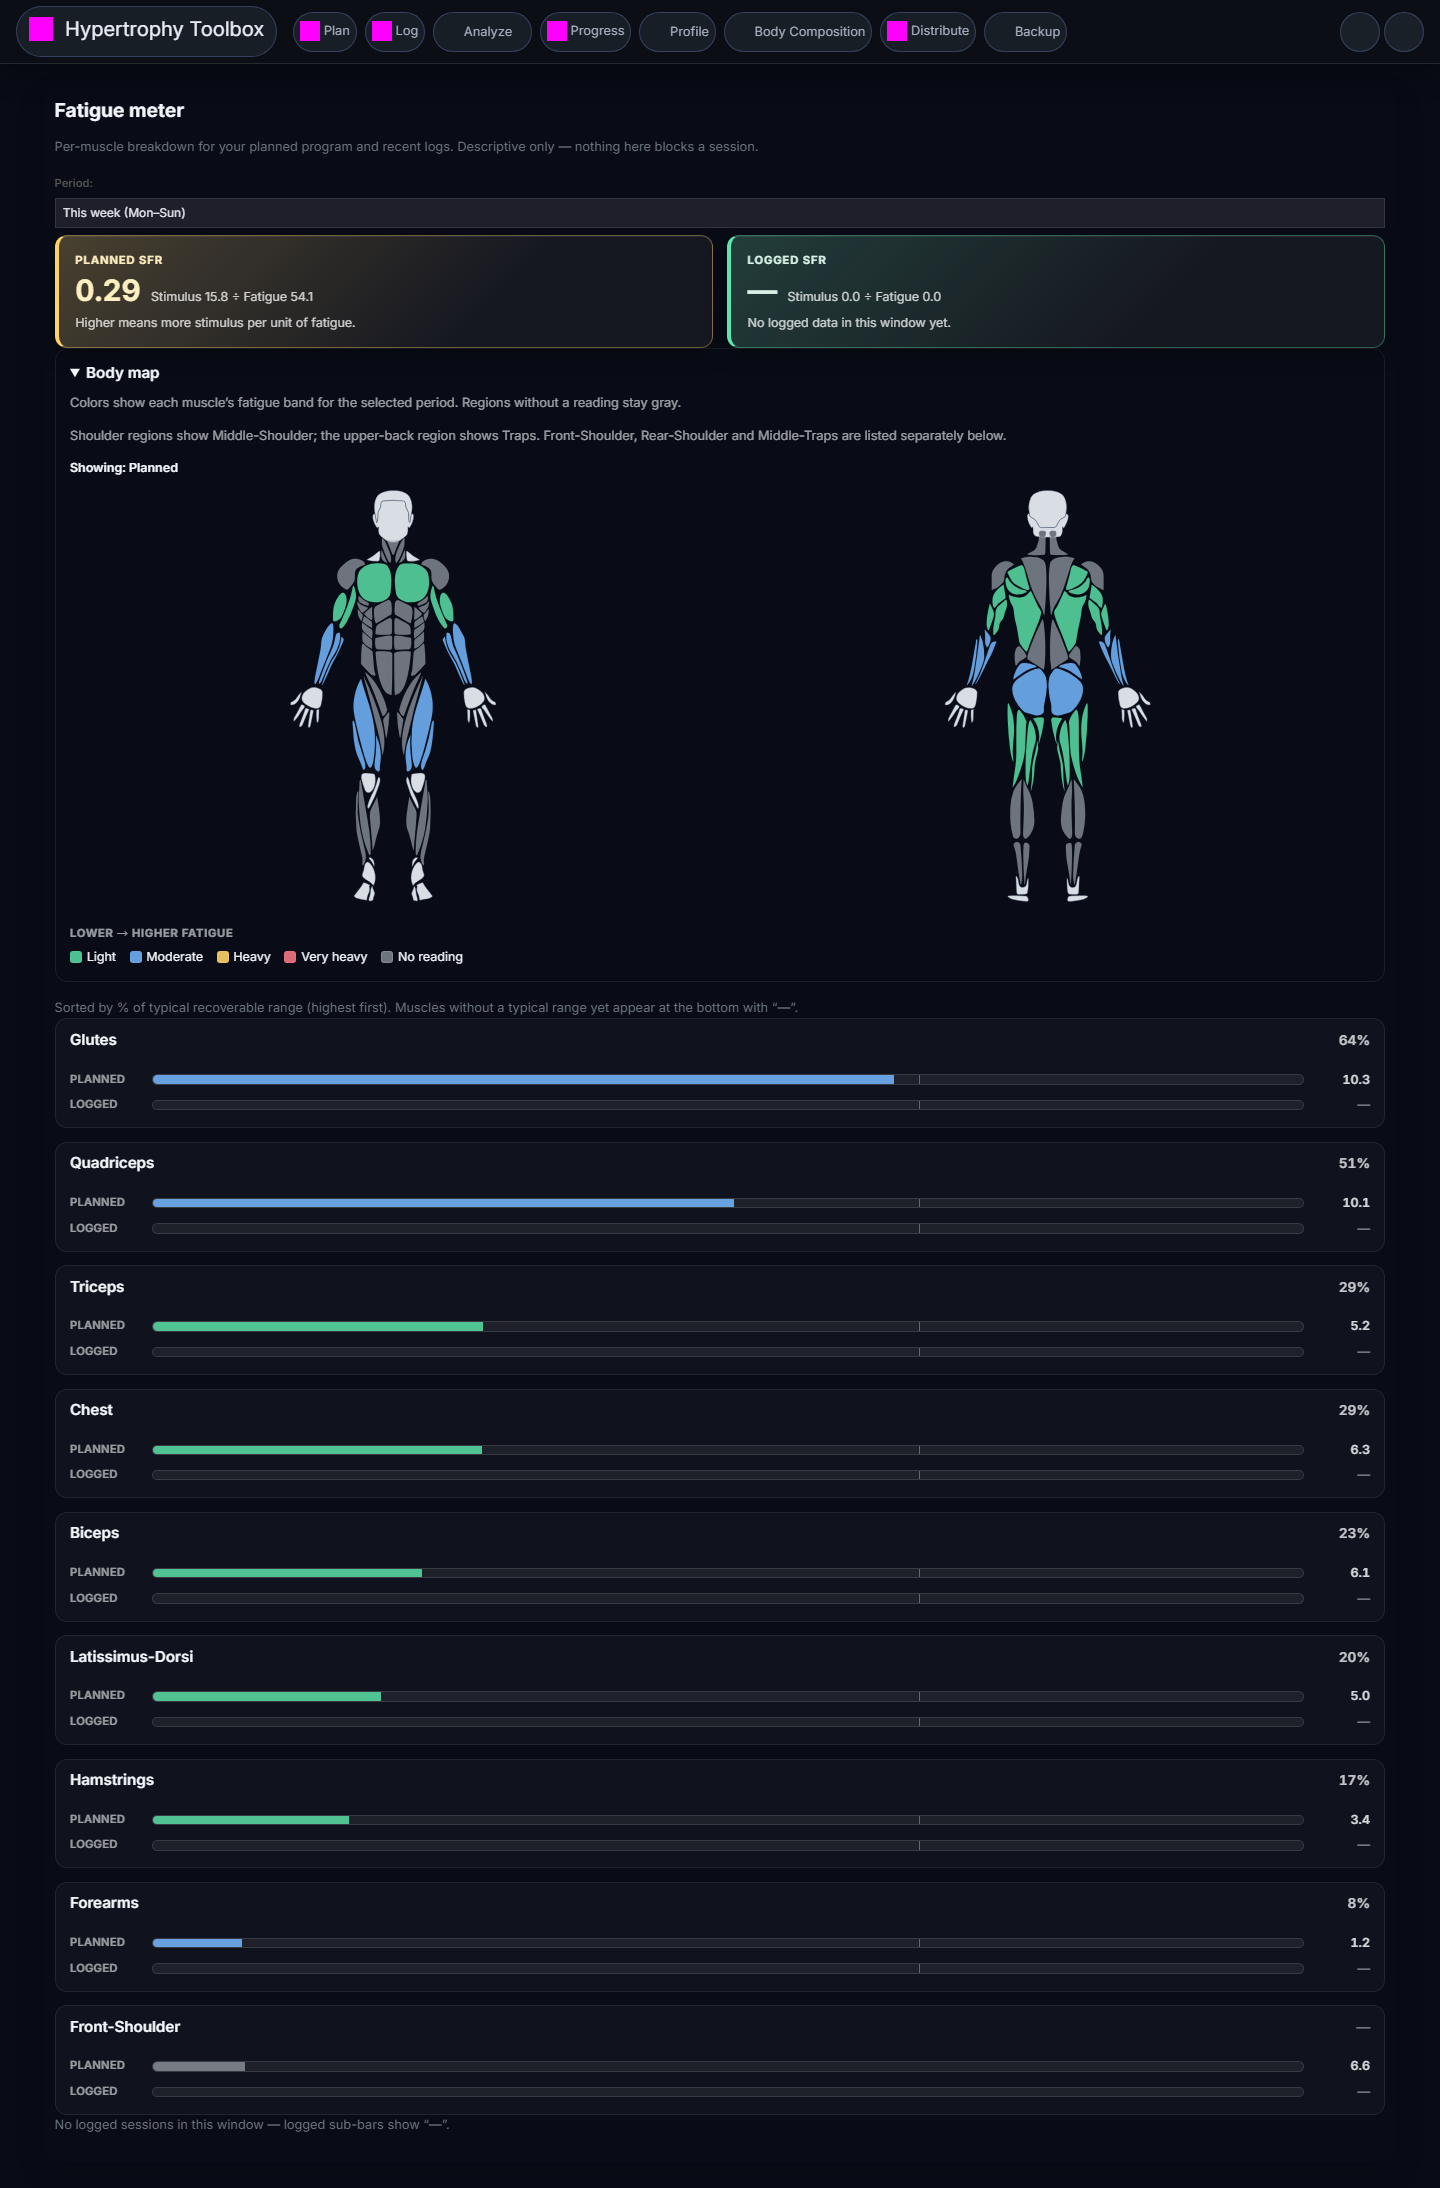 Hypertrophy Toolbox
Plan
Log
Analyze
Progress
Profile
Body Composition
Distribute
Backup
Fatigue meter
Per-muscle breakdown for your planned program and recent logs. Descriptive only — nothing here blocks a session.
Period:
This week (Mon–Sun)
PLANNED SFR
0.29 Stimulus 15.8 ÷ Fatigue 54.1
Higher means more stimulus per unit of fatigue.
LOGGED SFR
— Stimulus 0.0 ÷ Fatigue 0.0
No logged data in this window yet.
▼ Body map
Colors show each muscle’s fatigue band for the selected period. Regions without a reading stay gray.
Shoulder regions show Middle-Shoulder; the upper-back region shows Traps. Front-Shoulder, Rear-Shoulder and Middle-Traps are listed separately below.
Showing: Planned
LOWER → HIGHER FATIGUE
Light Moderate Heavy Very heavy No reading
Sorted by % of typical recoverable range (highest first). Muscles without a typical range yet appear at the bottom with “—”.
Glutes 64%
PLANNED 10.3
LOGGED —
Quadriceps 51%
PLANNED 10.1
LOGGED —
Triceps 29%
PLANNED 5.2
LOGGED —
Chest 29%
PLANNED 6.3
LOGGED —
Biceps 23%
PLANNED 6.1
LOGGED —
Latissimus-Dorsi 20%
PLANNED 5.0
LOGGED —
Hamstrings 17%
PLANNED 3.4
LOGGED —
Forearms 8%
PLANNED 1.2
LOGGED —
Front-Shoulder —
PLANNED 6.6
LOGGED —
No logged sessions in this window — logged sub-bars show “—”.